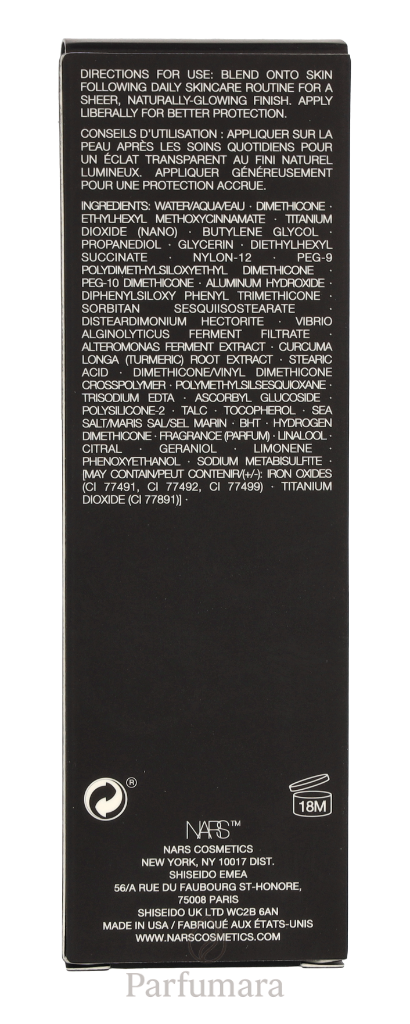 DIRECTIONS FOR USE: BLEND ONTO SKIN
FOLLOWING DAILY SKINCARE ROUTINE FOR A
SHEER, NATURALLY-GLOWING FINISH. APPLY
LIBERALLY FOR BETTER PROTECTION.
CONSEILS D'UTILISATION : APPLIQUER SUR LA
PEAU APRÈS LES SOINS QUOTIDIENS POUR
UN ÉCLAT TRANSPARENT AU FINI NATUREL
LUMINEUX. APPLIQUER GÉNÉREUSEMENT
POUR UNE PROTECTION ACCRUE.
INGREDIENTS: WATER/AQUA/EAU · DIMETHICONE ·
ETHYLHEXYL METHOXYCINNAMATE · TITANIUM
DIOXIDE (NANO) · BUTYLENE GLYCOL ·
PROPANEDIOL · GLYCERIN · DIETHYLHEXYL
SUCCINATE · NYLON-12 · PEG-9
POLYDIMETHYLSILOXYETHYL DIMETHICONE ·
PEG-10 DIMETHICONE · ALUMINUM HYDROXIDE ·
DIPHENYLSILOXY PHENYL TRIMETHICONE ·
SORBITAN SESQUIISOSTEARATE ·
DISTEARDIMONIUM HECTORITE · VIBRIO
ALGINOLYTICUS FERMENT FILTRATE ·
ALTEROMONAS FERMENT EXTRACT · CURCUMA
LONGA (TURMERIC) ROOT EXTRACT · STEARIC
ACID · DIMETHICONE/VINYL DIMETHICONE
CROSSPOLYMER · POLYMETHYLSILSESQUIOXANE ·
TRISODIUM EDTA · ASCORBYL GLUCOSIDE ·
POLYSILICONE-2 · TALC · TOCOPHEROL · SEA
SALT/MARIS SAL/SEL MARIN · BHT · HYDROGEN
DIMETHICONE · FRAGRANCE (PARFUM) · LINALOOL ·
CITRAL · GERANIOL · LIMONENE ·
PHENOXYETHANOL · SODIUM METABISULFITE ·
[MAY CONTAIN/PEUT CONTENIR/(+/-): IRON OXIDES
(CI 77491, CI 77492, CI 77499) · TITANIUM
DIOXIDE (CI 77891)] ·
®
18M
NARS™
NARS COSMETICS
NEW YORK, NY 10017 DIST.
SHISEIDO EMEA
56/A RUE DU FAUBOURG ST-HONORE,
75008 PARIS
SHISEIDO UK LTD WC2B 6AN
MADE IN USA / FABRIQUÉ AUX ÉTATS-UNIS
WWW.NARSCOSMETICS.COM
Parfumara